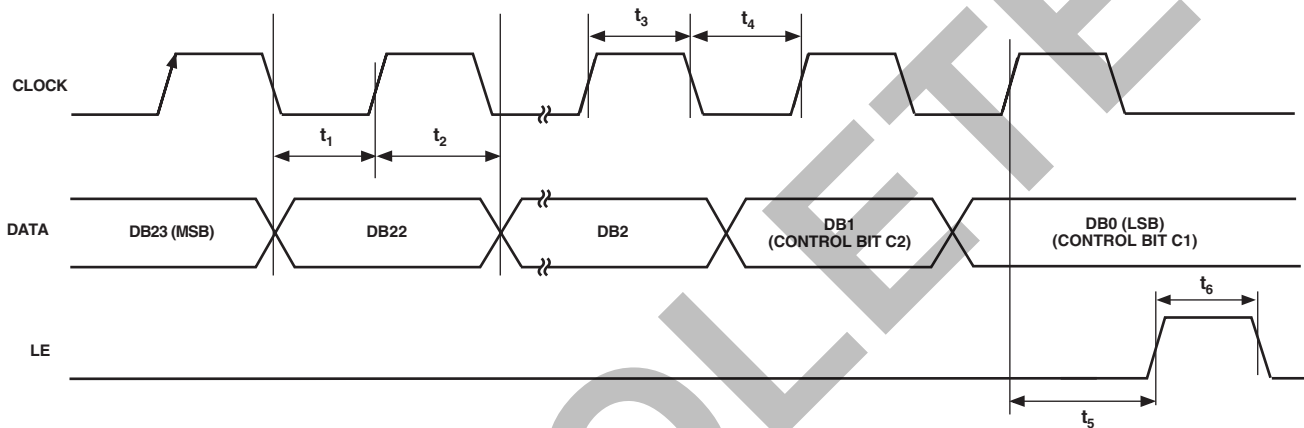 t3 t4
CLOCK
t1 t2
DATA
DB23 (MSB) DB22 DB2 DB1 (CONTROL BIT C2) DB0 (LSB) (CONTROL BIT C1)
t6
LE
t5
OLETE